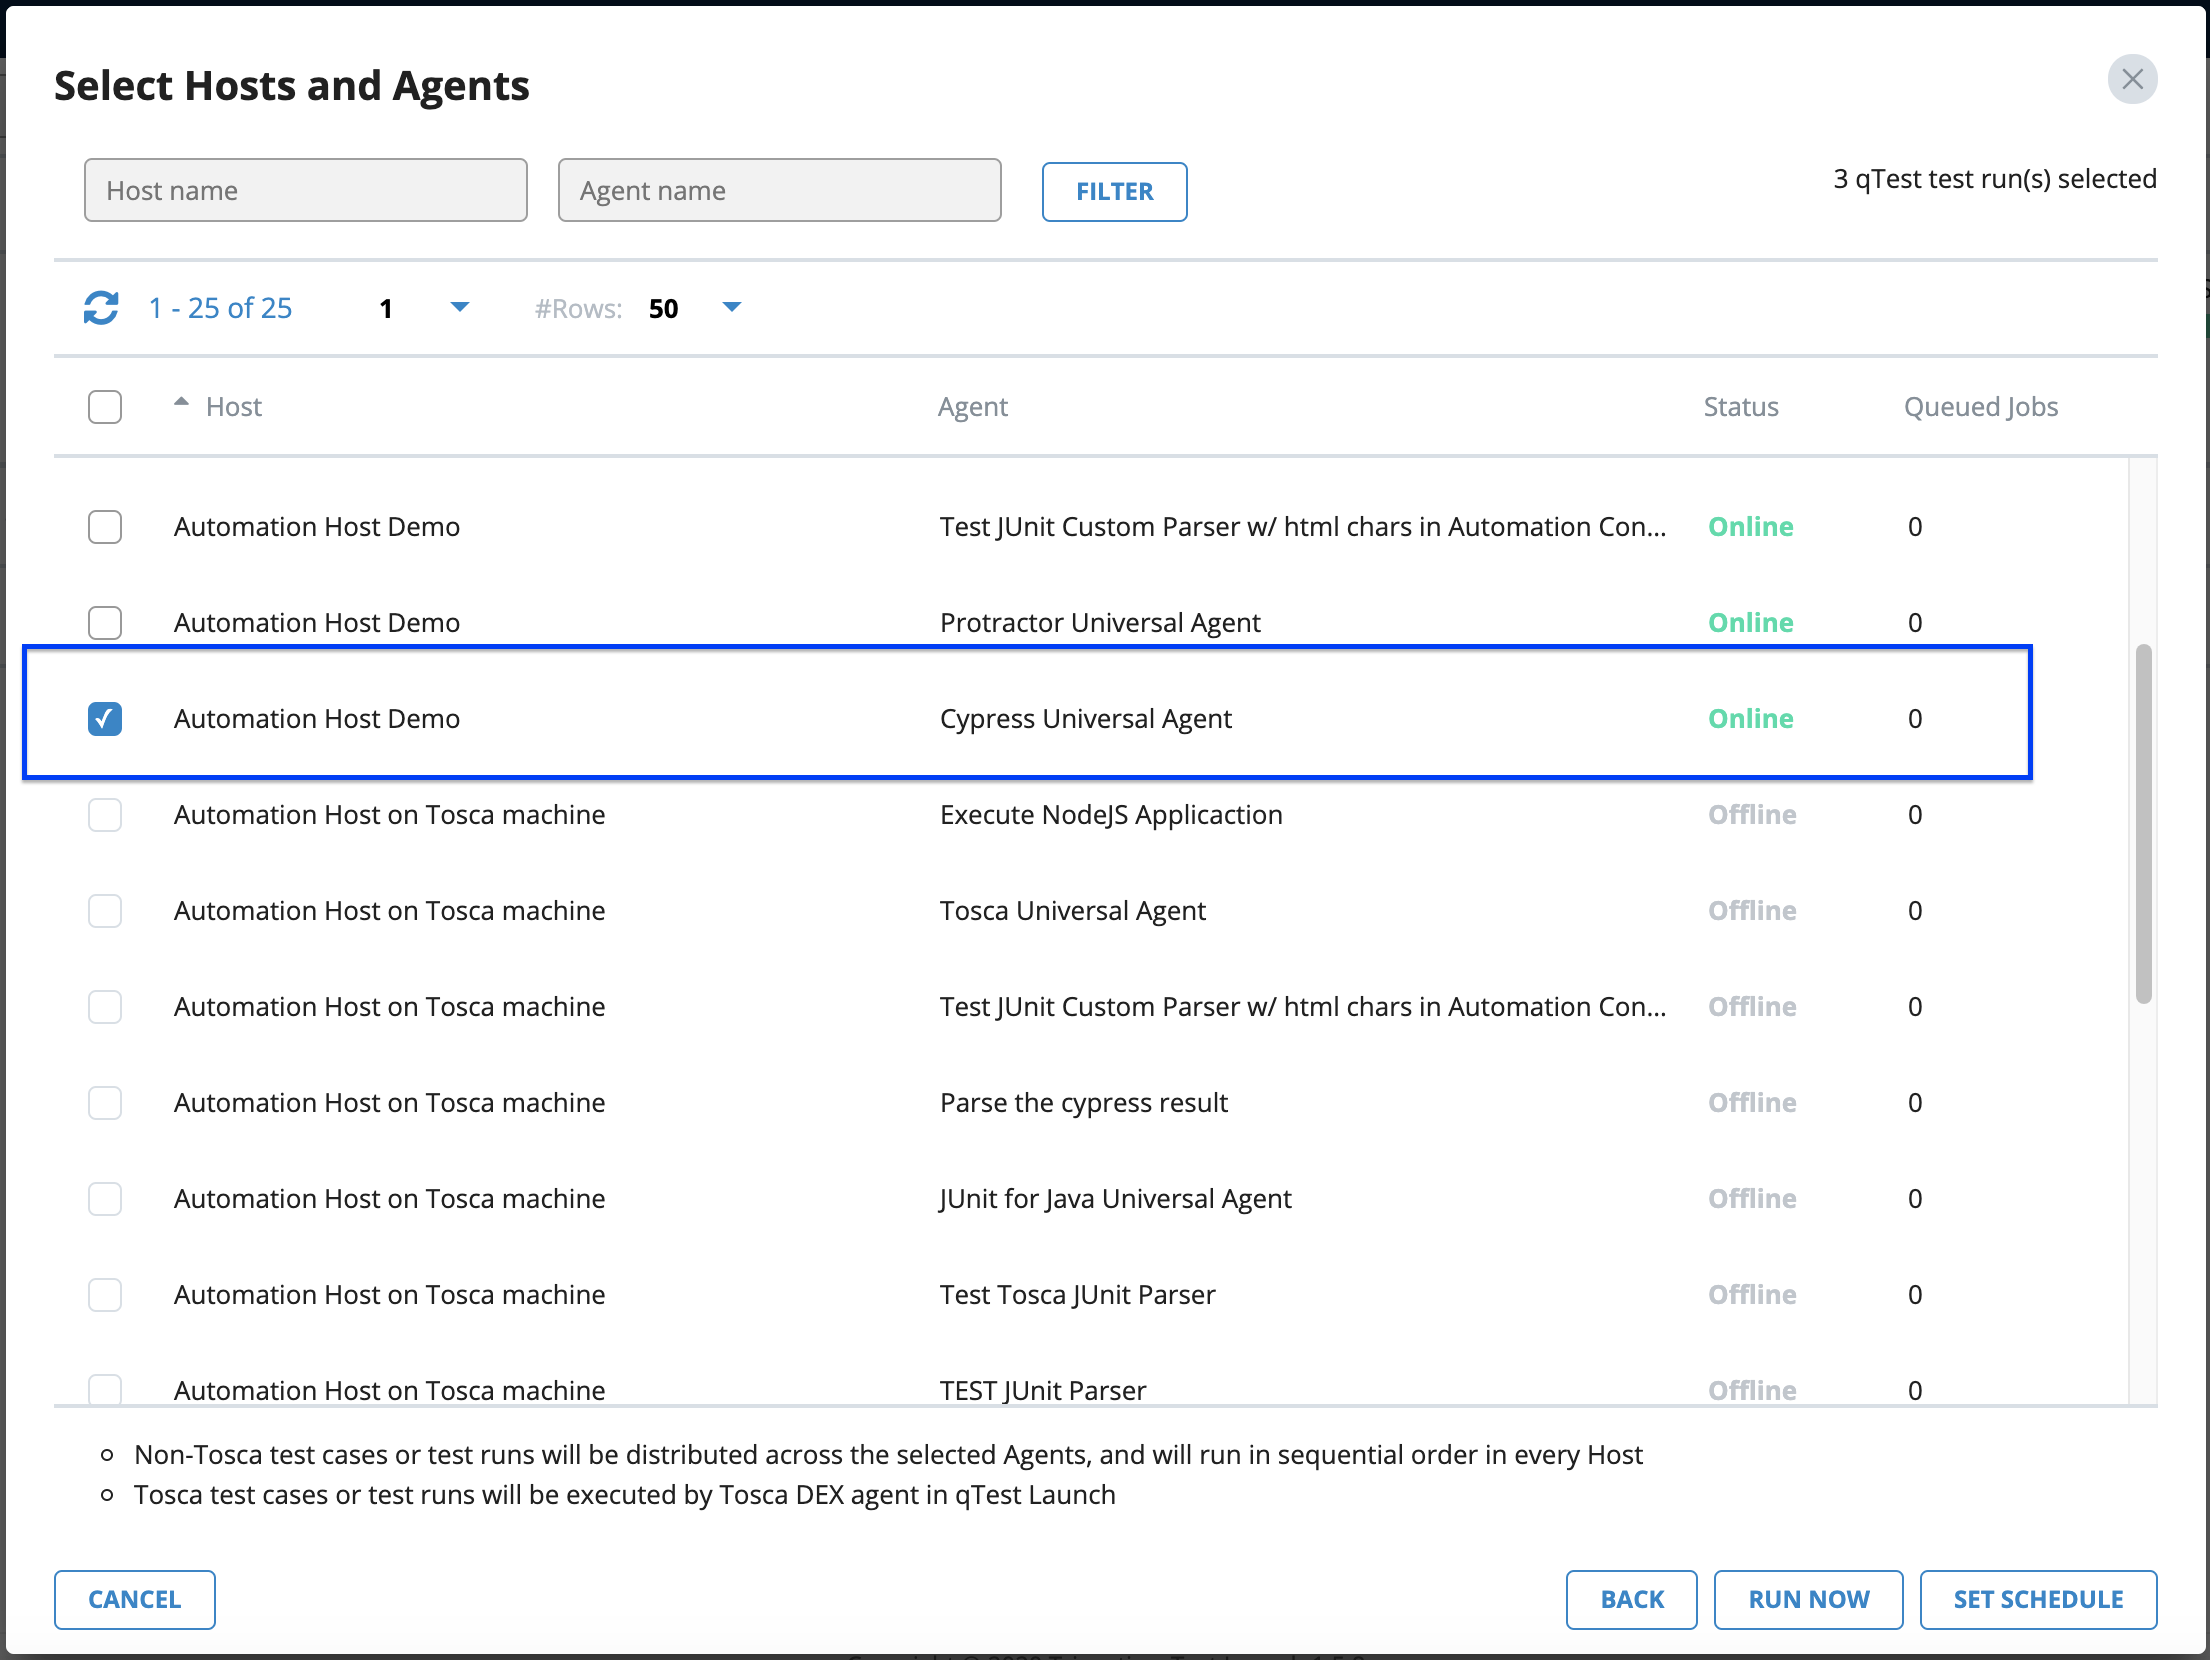 Select Hosts and Agents
Host name Agent name FILTER 3 qTest test run(s) selected
1 - 25 of 25 1 #Rows: 50
Host Agent Status Queued Jobs
Automation Host Demo Test JUnit Custom Parser w/ html chars in Automation Con... Online 0
Automation Host Demo Protractor Universal Agent Online 0
Automation Host Demo Cypress Universal Agent Online 0
Automation Host on Tosca machine Execute NodeJS Applicaction Offline 0
Automation Host on Tosca machine Tosca Universal Agent Offline 0
Automation Host on Tosca machine Test JUnit Custom Parser w/ html chars in Automation Con... Offline 0
Automation Host on Tosca machine Parse the cypress result Offline 0
Automation Host on Tosca machine JUnit for Java Universal Agent Offline 0
Automation Host on Tosca machine Test Tosca JUnit Parser Offline 0
Automation Host on Tosca machine TEST JUnit Parser Offline 0
Non-Tosca test cases or test runs will be distributed across the selected Agents, and will run in sequential order in every Host
Tosca test cases or test runs will be executed by Tosca DEX agent in qTest Launch
CANCEL BACK RUN NOW SET SCHEDULE